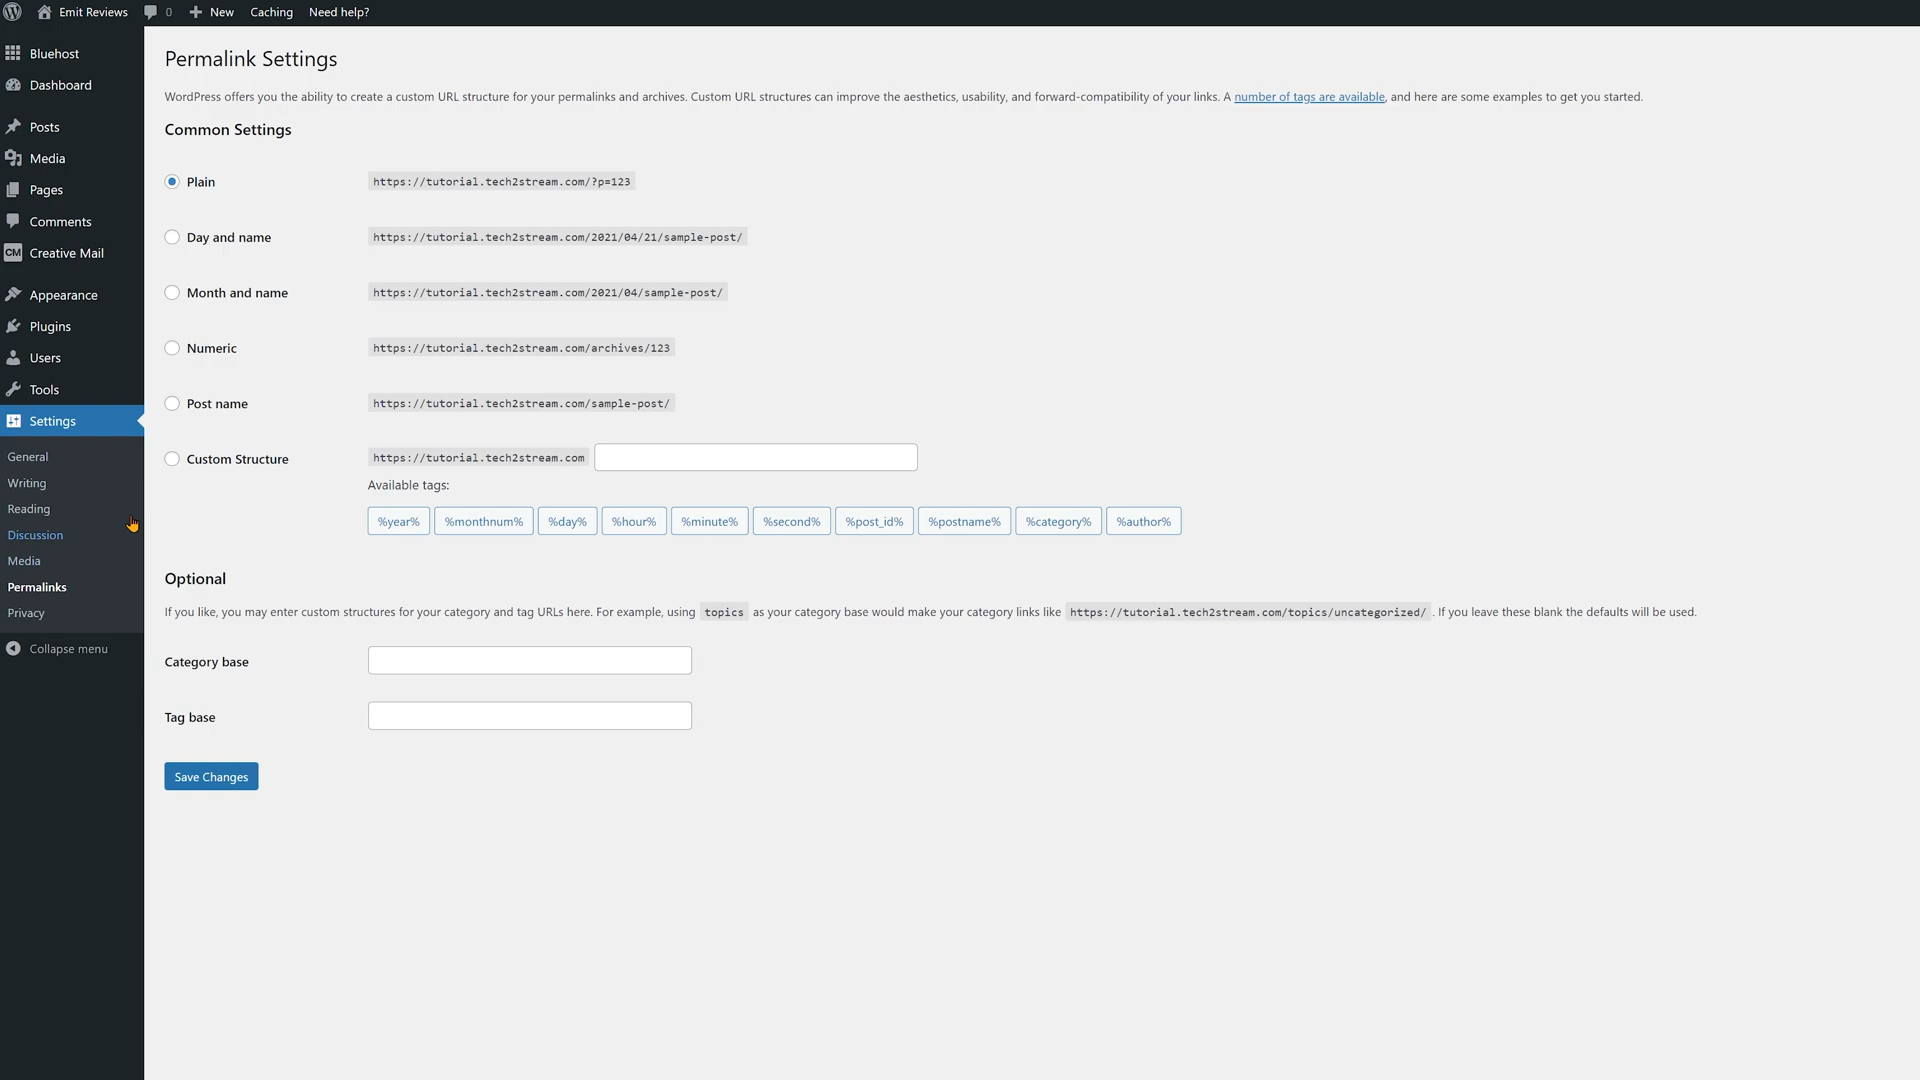 Emit Reviews 0 New Caching Need help?
Bluehost
Dashboard
Posts
Media
Pages
Comments
CM Creative Mail
Appearance
Plugins
Users
Tools
Settings
General
Writing
Reading
Discussion
Media
Permalinks
Privacy
Collapse menu
Permalink Settings
WordPress offers you the ability to create a custom URL structure for your permalinks and archives. Custom URL structures can improve the aesthetics, usability, and forward-compatibility of your links. A number of tags are available, and here are some examples to get you started.
Common Settings
Plain https://tutorial.tech2stream.com/?p=123
Day and name https://tutorial.tech2stream.com/2021/04/21/sample-post/
Month and name https://tutorial.tech2stream.com/2021/04/sample-post/
Numeric https://tutorial.tech2stream.com/archives/123
Post name https://tutorial.tech2stream.com/sample-post/
Custom Structure https://tutorial.tech2stream.com
Available tags:
%year% %monthnum% %day% %hour% %minute% %second% %post_id% %postname% %category% %author%
Optional
If you like, you may enter custom structures for your category and tag URLs here. For example, using topics as your category base would make your category links like https://tutorial.tech2stream.com/topics/uncategorized/ . If you leave these blank the defaults will be used.
Category base
Tag base
Save Changes